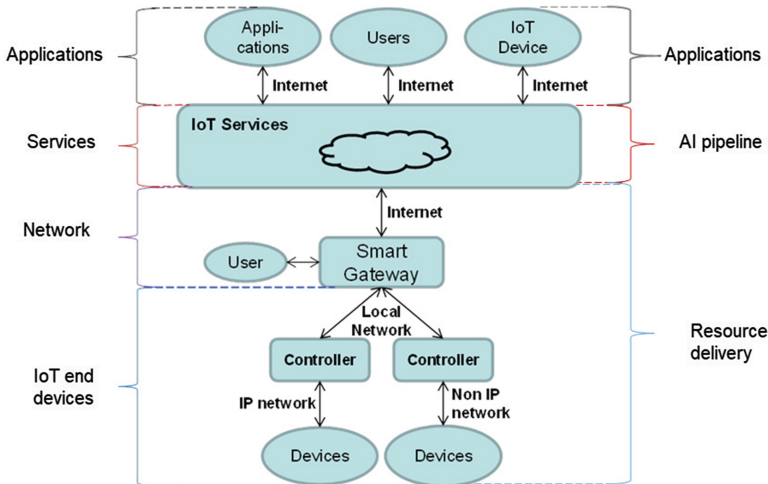 Appli-
cations
Users
IoT
Device
Applications
Applications
Internet
Internet
Internet
IoT Services
Services
AI pipeline
Internet
Network
User
Smart
Gateway
Local
Network
Resource
delivery
Controller
Controller
IoT end
devices
IP network
Non IP
network
Devices
Devices